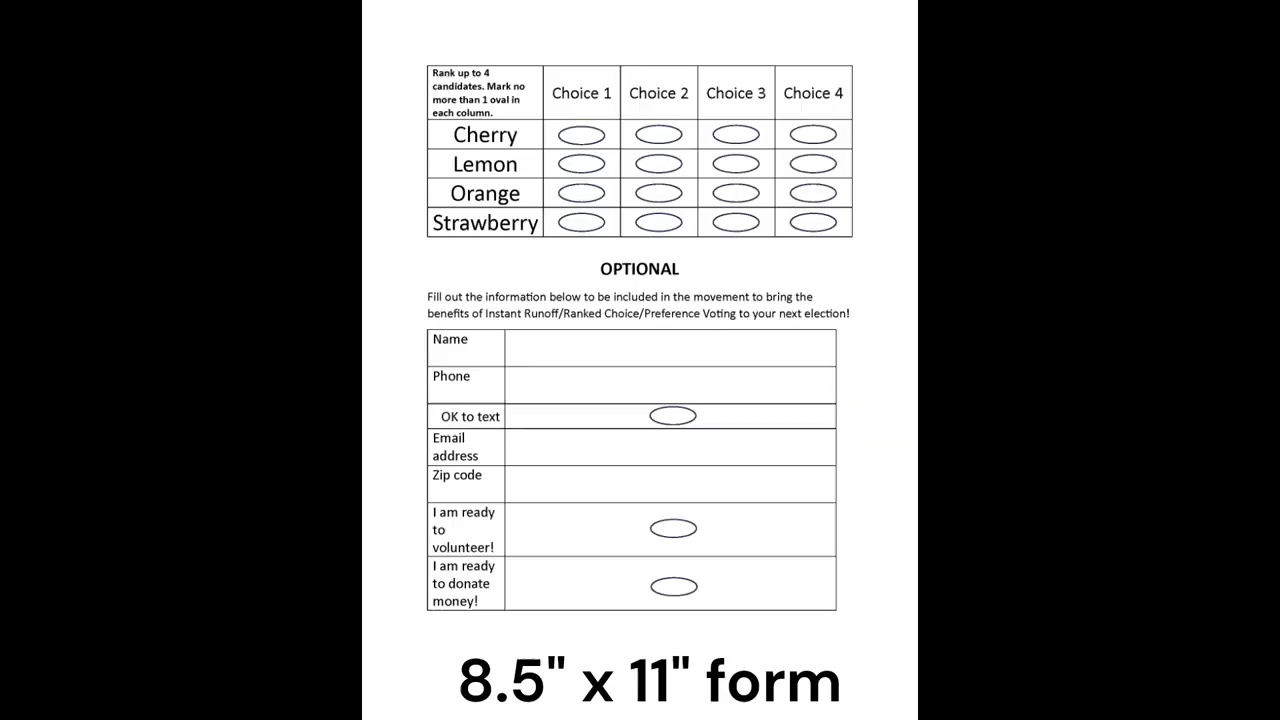 Rank up to 4
candidates. Mark no
more than 1 oval in
each column.
Choice 1 Choice 2 Choice 3 Choice 4
Cherry
Lemon
Orange
Strawberry
OPTIONAL
Fill out the information below to be included in the movement to bring the
benefits of Instant Runoff/Ranked Choice/Preference Voting to your next election!
Name
Phone
OK to text
Email
address
Zip code
I am ready
to
volunteer!
I am ready
to donate
money!
8.5" x 11" form